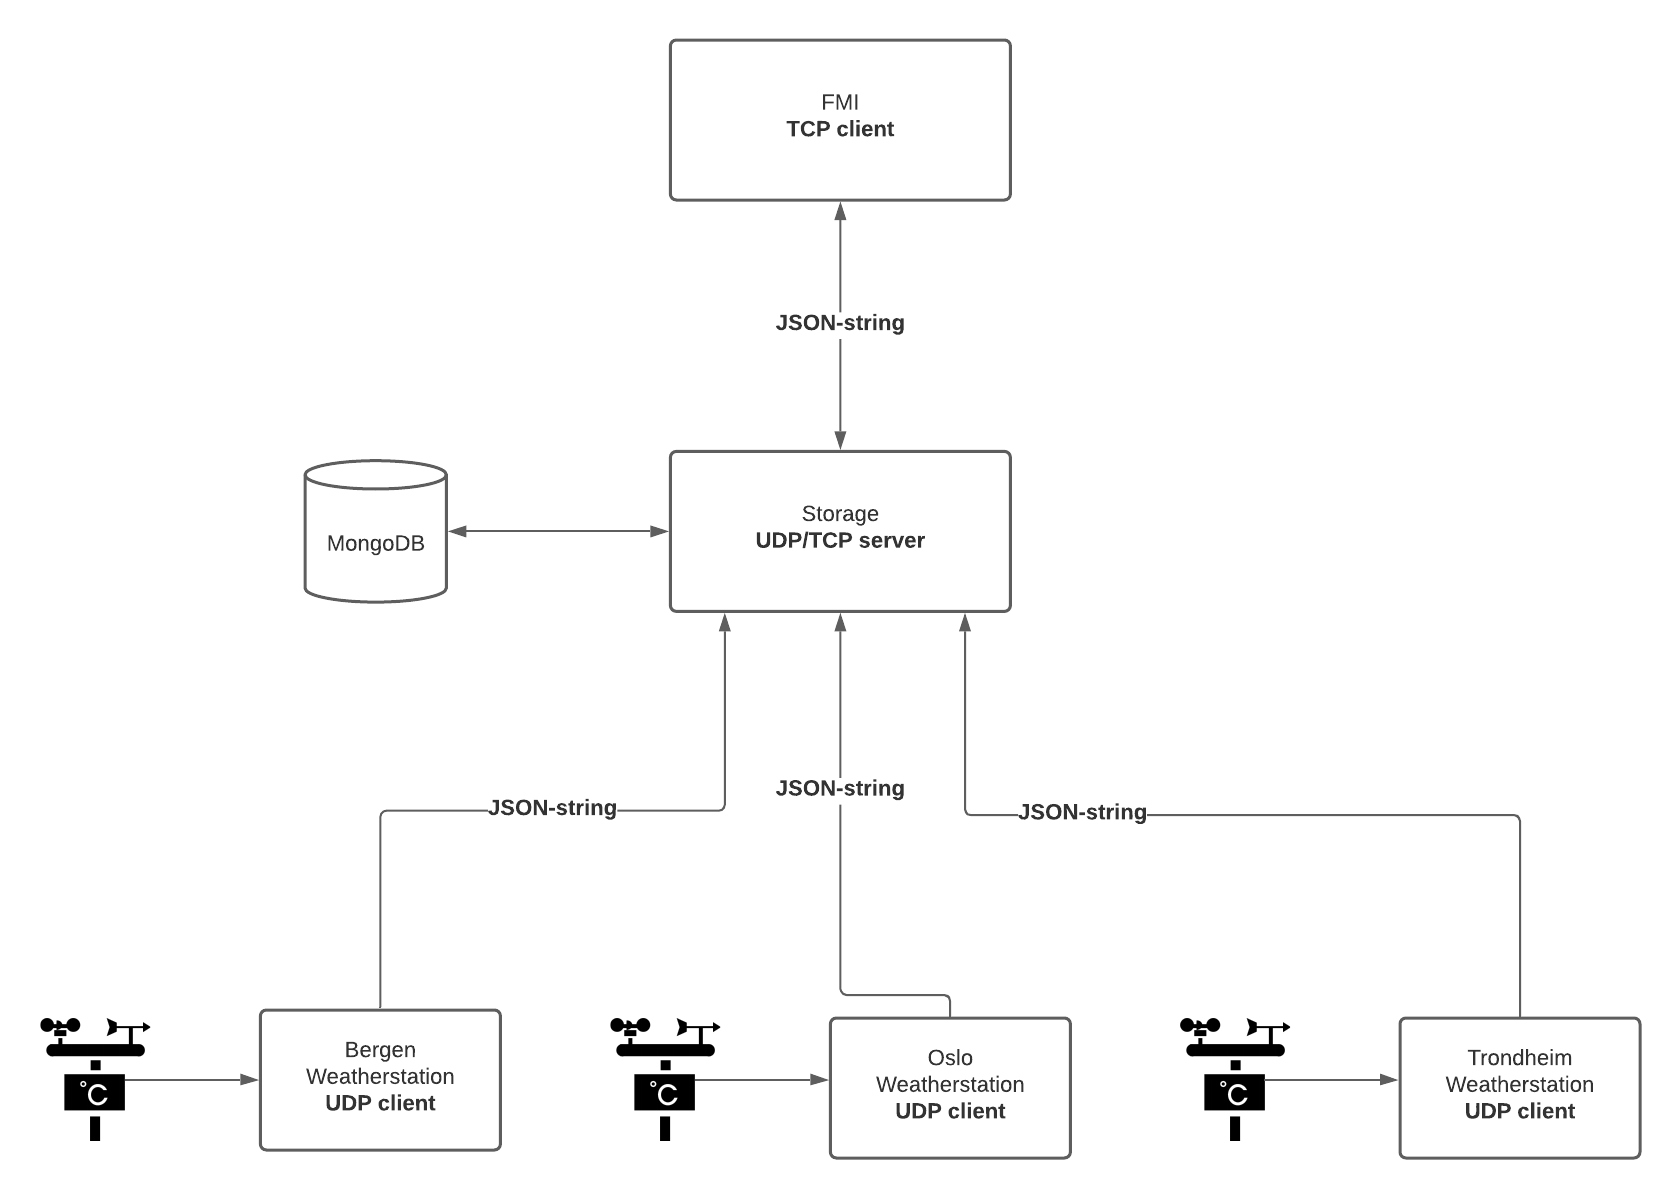 FMI
TCP client
JSON-string
MongoDB
Storage
UDP/TCP server
JSON-string
JSON-string
JSON-string
°C
Bergen
Weatherstation
UDP client
°C
Oslo
Weatherstation
UDP client
°C
Trondheim
Weatherstation
UDP client